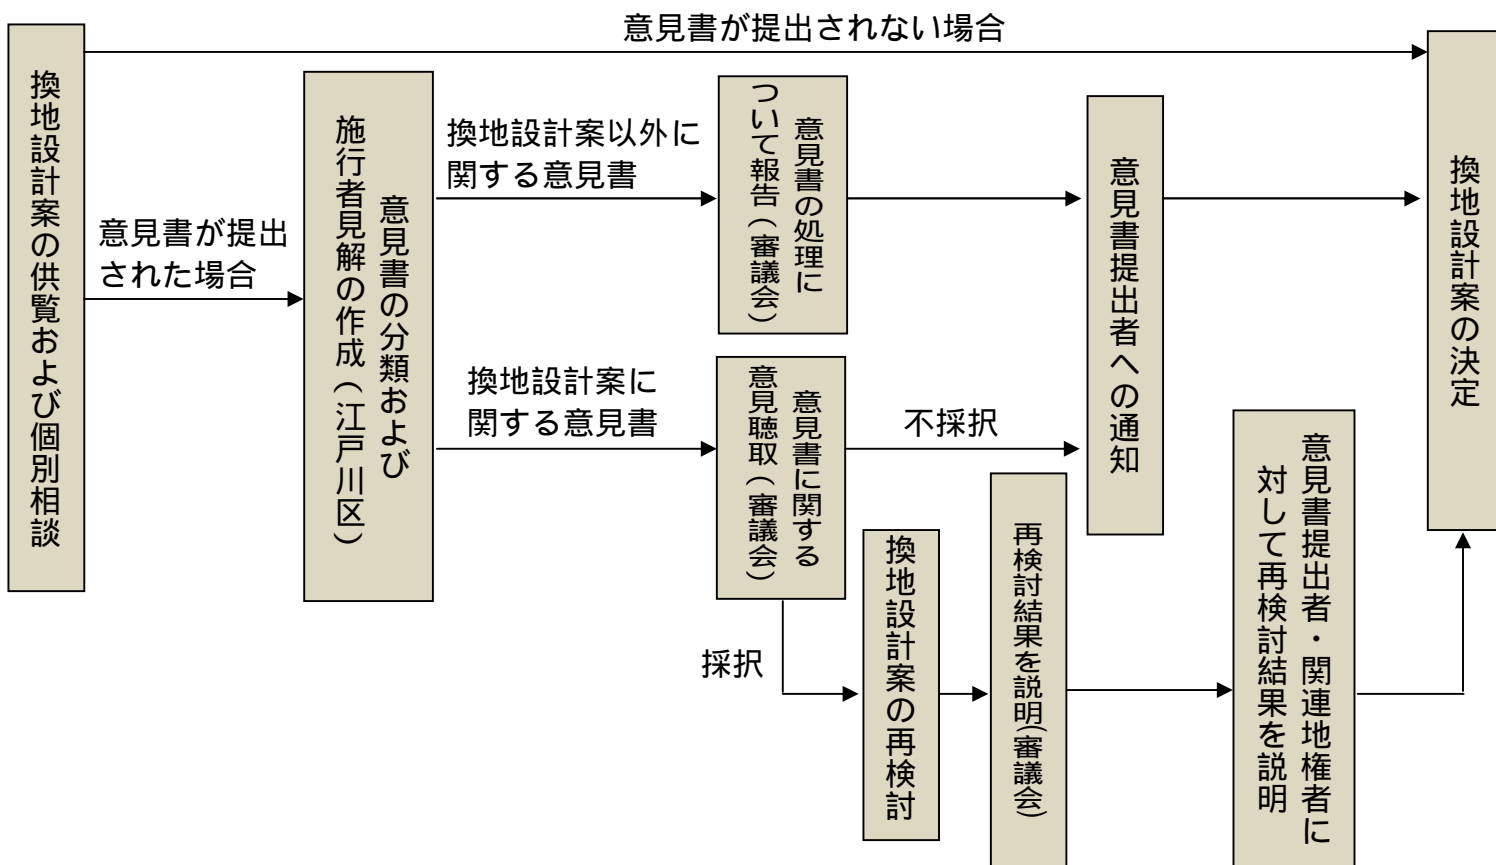 意見書が提出されない場合
換地設計案の供覧および個別相談
意見書が提出
された場合
意見書の分類および
施行者見解の作成（江戸川区）
換地設計案以外に
関する意見書
意見書の処理に
ついて報告（審議会）
換地設計案に
関する意見書
意見書に関する
意見聴取（審議会）
不採択
採択
換地設計案の再検討
再検討結果を説明(審議会)
意見書提出者への通知
意見書提出者・関連地権者に
対して再検討結果を説明
換地設計案の決定